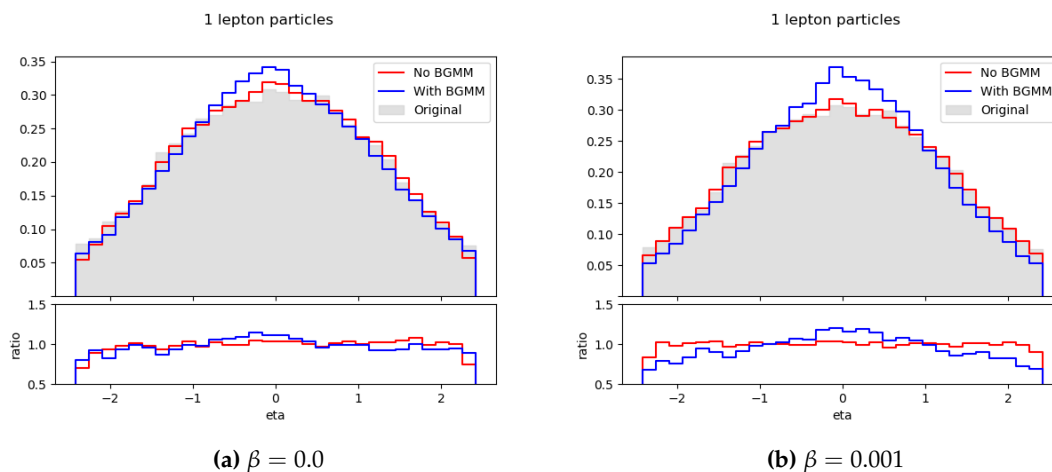 1 lepton particles
0.35
0.30
0.25
0.20
0.15
0.10
0.05
No BGMM
With BGMM
Original
1.5
1.0
0.5
ratio
−2 −1 0 1 2
eta
(a) β = 0.0
1 lepton particles
0.35
0.30
0.25
0.20
0.15
0.10
0.05
No BGMM
With BGMM
Original
1.5
1.0
0.5
ratio
−2 −1 0 1 2
eta
(b) β = 0.001